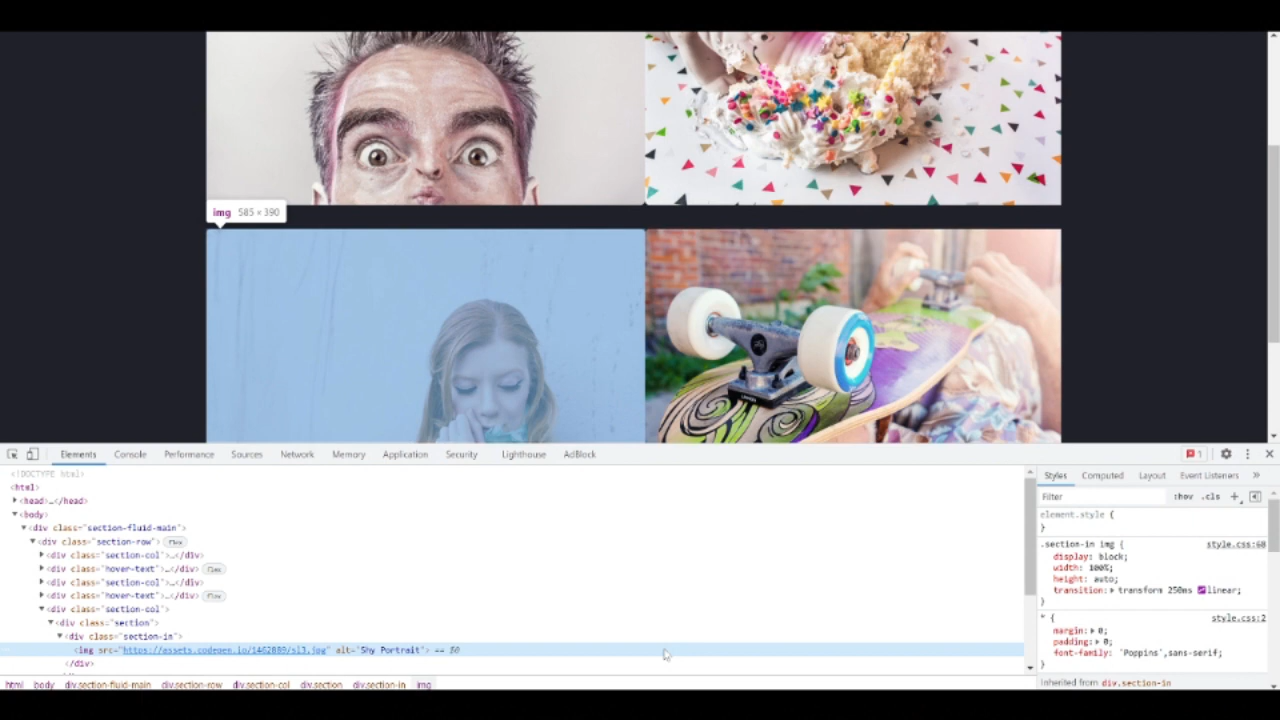 img 585 × 390
Elements Console Performance Sources Network Memory Application Security Lighthouse AdBlock 1
<!DOCTYPE html>
<html>
<head>…</head>
<body>
<div class="section-fluid-main">
<div class="section-row"> flex
<div class="section-col">…</div>
<div class="hover-text">…</div> flex
<div class="section-col">…</div>
<div class="hover-text">…</div> flex
<div class="section-col">
<div class="section">
<div class="section-in">
<img src="https://assets.codepen.io/1462889/sl3.jpg" alt="Shy Portrait"> == $0
</div>
html body div.section-fluid-main div.section-row div.section-col div.section div.section-in img
Styles Computed Layout Event Listeners »
Filter :hov .cls +
element.style {
}
.section-in img { style.css:60
display: block;
width: 100%;
height: auto;
transition: transform 250ms linear;
}
* { style.css:2
margin: 0;
padding: 0;
font-family: 'Poppins',sans-serif;
}
Inherited from div.section-in